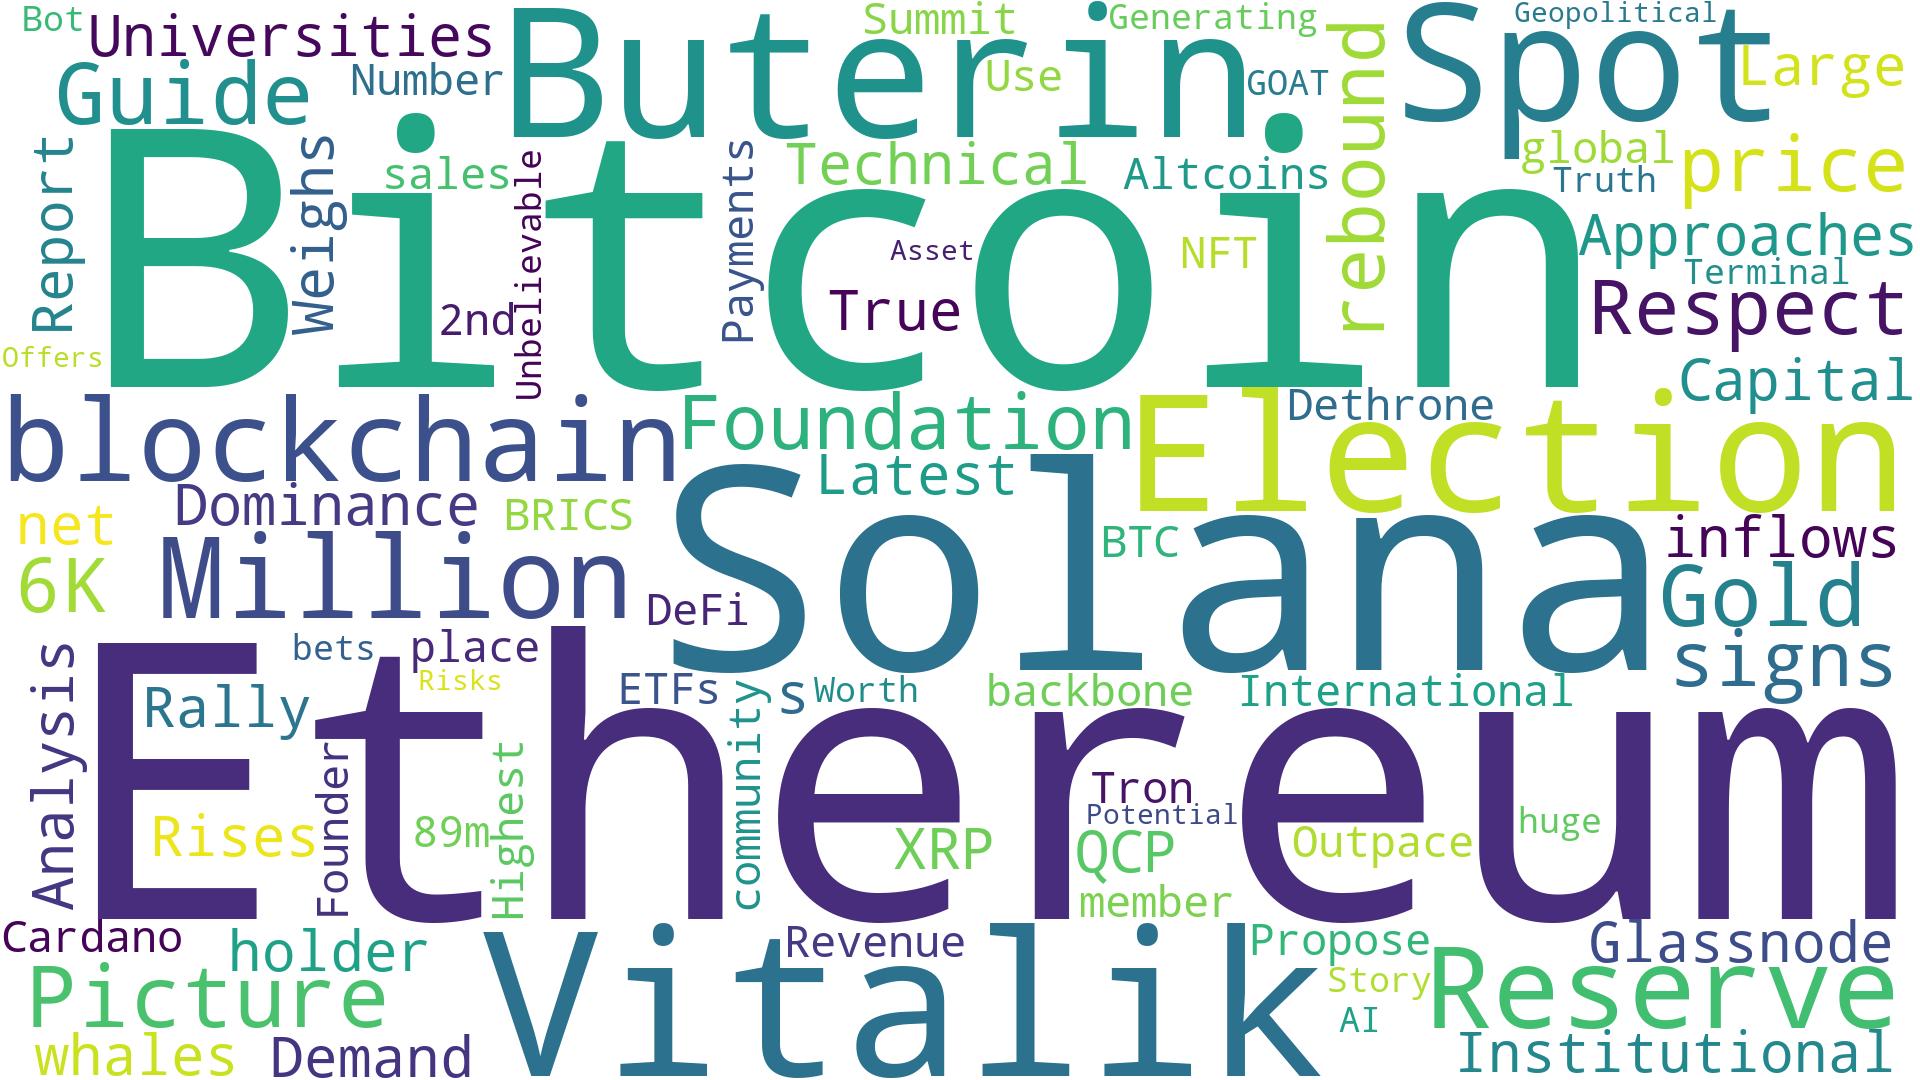 Bot
Universities
Buterin
Summit
Generating
Spot
Geopolitical
Guide
Number
Use
GOAT
rebound
Large
Bitcoin
Report
Weighs
sales
Unbelievable
Payments
Technical
Altcoins
global
Truth
price
Asset
NFT
Approaches
Terminal
2nd
True
Respect
Offers
Capital
blockchain
Foundation
Election
Dethrone
Latest
Solana
Dominance
BRICS
net
BTC
inflows
6K
Million
DeFi
Gold
Ethereum
Analysis
bets
place
Risks
signs
Rally
ETFs
community
s
Worth
backbone
International
Founder
Highest
Tron
Potential
Rises
89m
XRP
QCP
Outpace
huge
member
Cardano
holder
Vitalik
Revenue
Propose
Glassnode
Picture
Story
Reserve
AI
whales
Demand
Institutional